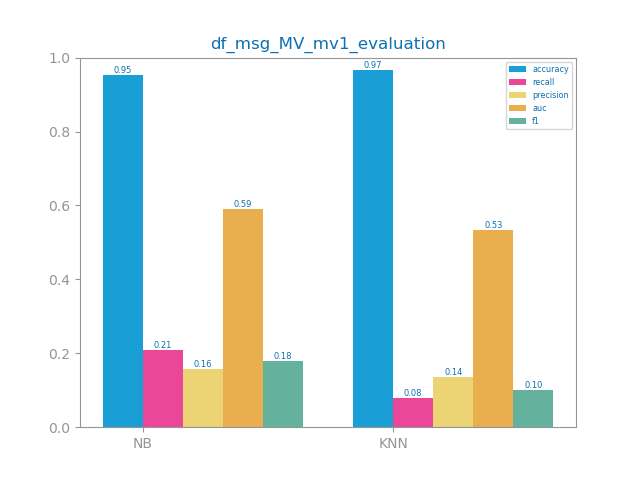 df_msg_MV_mv1_evaluation
1.0
0.8
0.6
0.4
0.2
0.0
0.95
0.21
0.16
0.59
0.18
0.97
0.08
0.14
0.53
0.10
accuracy
recall
precision
auc
f1
NB
KNN